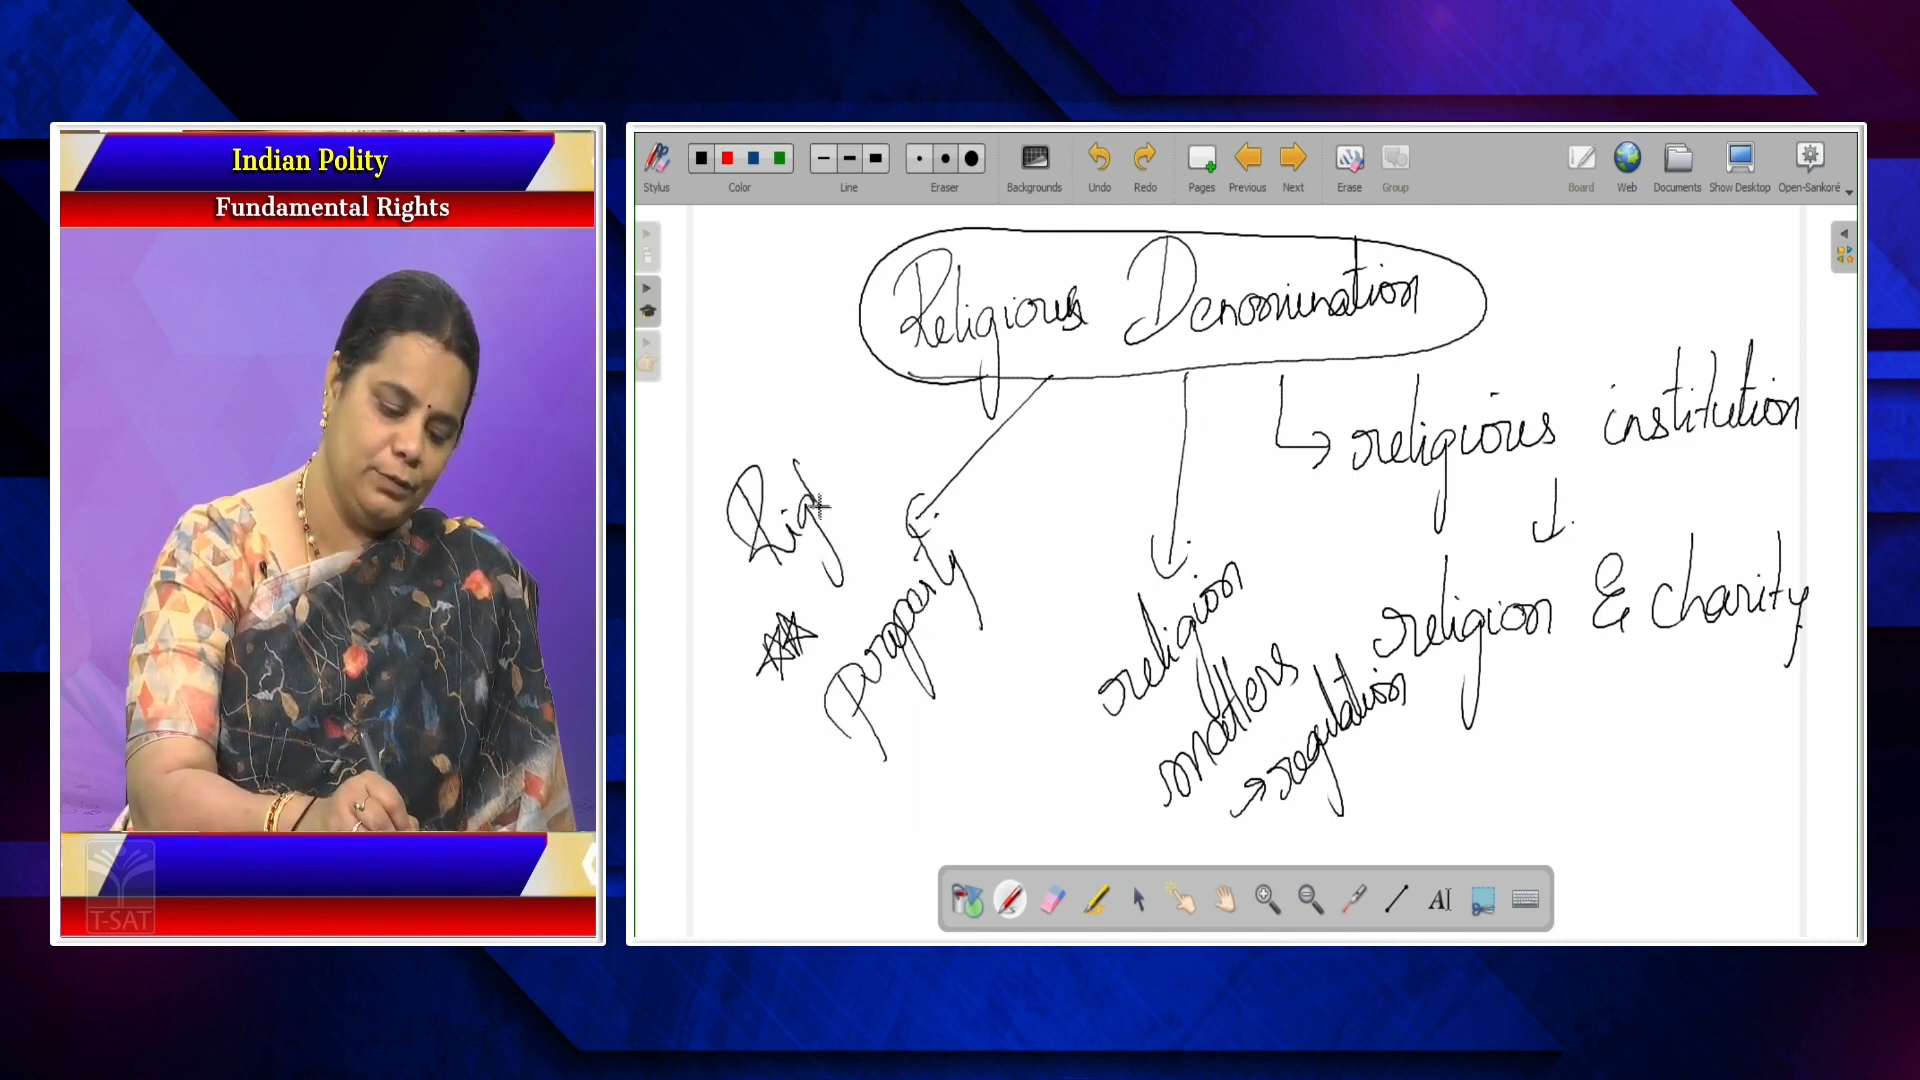 Indian Polity
Fundamental Rights
T-SAT
Stylus
Color
Line
Eraser
Backgrounds
Undo
Redo
Pages
Previous
Next
Erase
Group
Board
Web
Documents
Show Desktop
Open-Sankoré
Religious Denomination
religious institution
religion & charity
religion
matters
regulation
Rig
Property